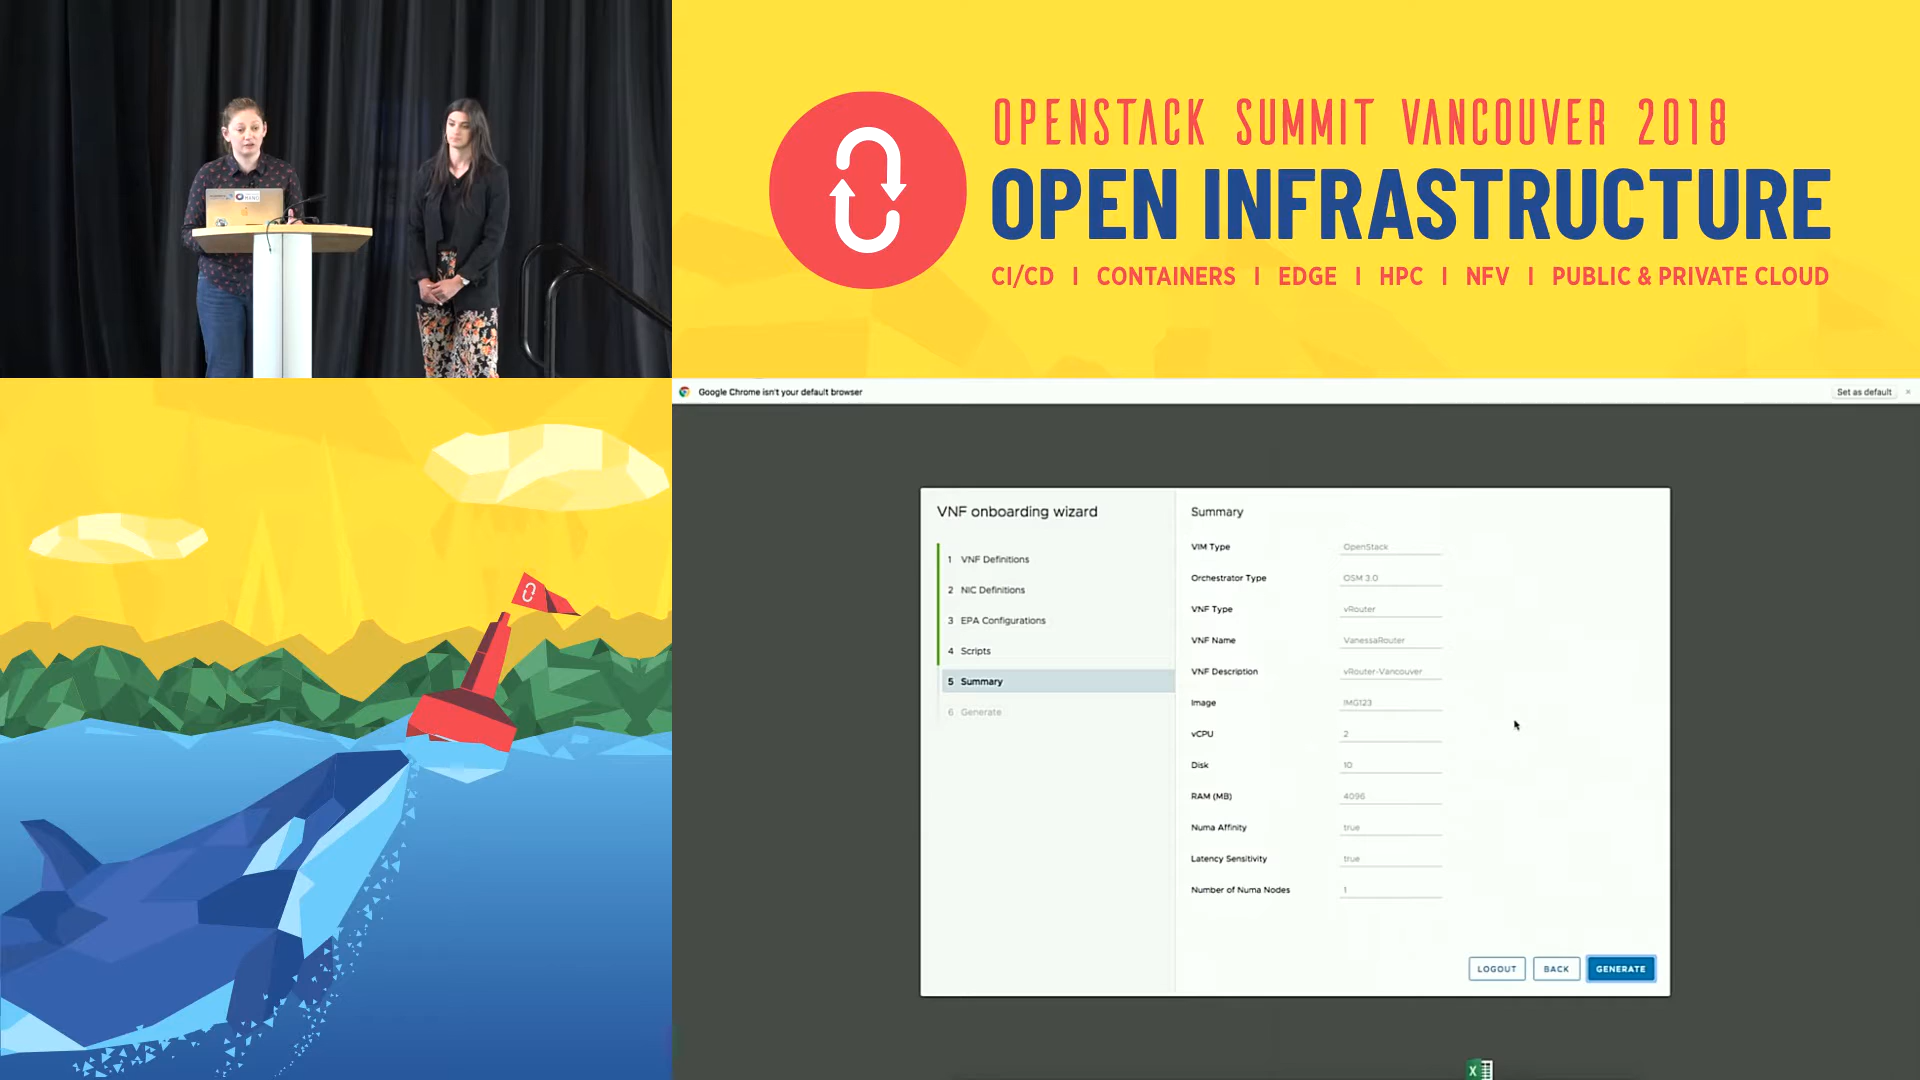 OPENSTACK SUMMIT VANCOUVER 2018
OPEN INFRASTRUCTURE
CI/CD I CONTAINERS I EDGE I HPC I NFV I PUBLIC & PRIVATE CLOUD
Google Chrome isn't your default browser
Set as default
VNF onboarding wizard
1 VNF Definitions
2 NIC Definitions
3 EPA Configurations
4 Scripts
5 Summary
6 Generate
Summary
VIM Type OpenStack
Orchestrator Type OSM 3.0
VNF Type vRouter
VNF Name VanessaRouter
VNF Description vRouter-Vancouver
Image IMG123
vCPU 2
Disk 10
RAM (MB) 4096
Numa Affinity true
Latency Sensitivity true
Number of Numa Nodes 1
LOGOUT BACK GENERATE